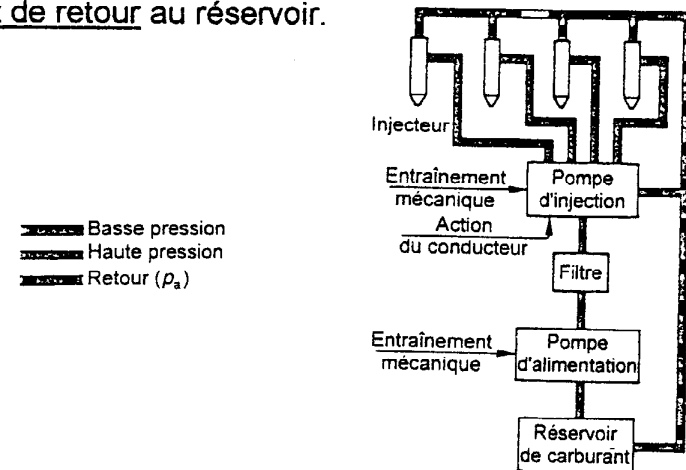 de retour au réservoir.
Injecteur
Entraînement
mécanique
Pompe
d'injection
Action
du conducteur
Basse pression
Haute pression
Retour (pₐ)
Filtre
Entraînement
mécanique
Pompe
d'alimentation
Réservoir
de carburant